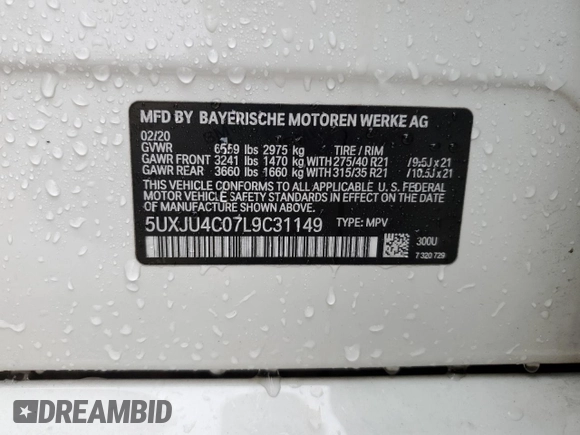 MFD BY BAYERISCHE MOTOREN WERKE AG
02/20
GVWR 6559 lbs 2975 kg TIRE / RIM
GAWR FRONT 3241 lbs 1470 kg WITH 275/40 R21 /9.5J x 21
GAWR REAR 3660 lbs 1660 kg WITH 315/35 R21 /10.5J x 21
THIS VEHICLE CONFORMS TO ALL APPLICABLE U. S. FEDERAL
MOTOR VEHICLE SAFETY STANDARDS IN EFFECT ON THE DATE
OF MANUFACTURE SHOWN ABOVE.
5UXJU4C07L9C31149 TYPE: MPV
300U
7 320 729
DREAMBID